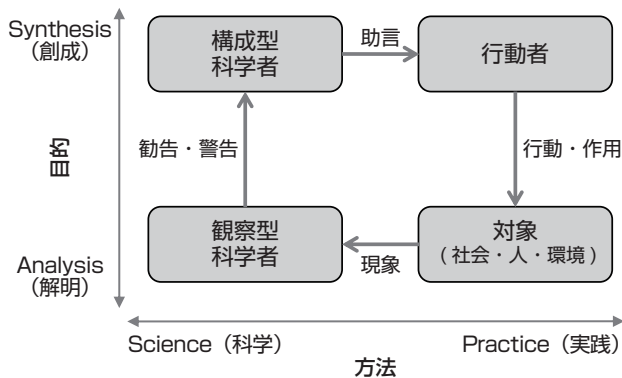 Synthesis
（創成）
構成型
科学者
助言
行動者
勧告・警告
行動・作用
目的
観察型
科学者
現象
対象
（社会・人・環境）
Analysis
（解明）
Science（科学）
Practice（実践）
方法